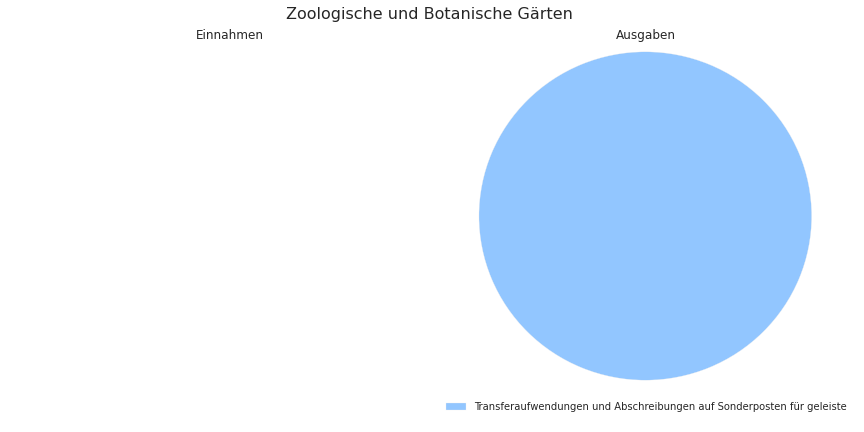 Zoologische und Botanische Gärten
Einnahmen
Ausgaben
Transferaufwendungen und Abschreibungen auf Sonderposten für geleiste